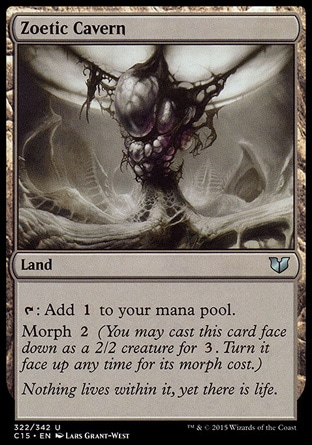 Zoetic Cavern
Land
: Add 1 to your mana pool.
Morph 2 (You may cast this card face
down as a 2/2 creature for 3. Turn it
face up any time for its morph cost.)
Nothing lives within it, yet there is life.
322/342 U
C15 • EN Lars Grant-West
™ & © 2015 Wizards of the Coast